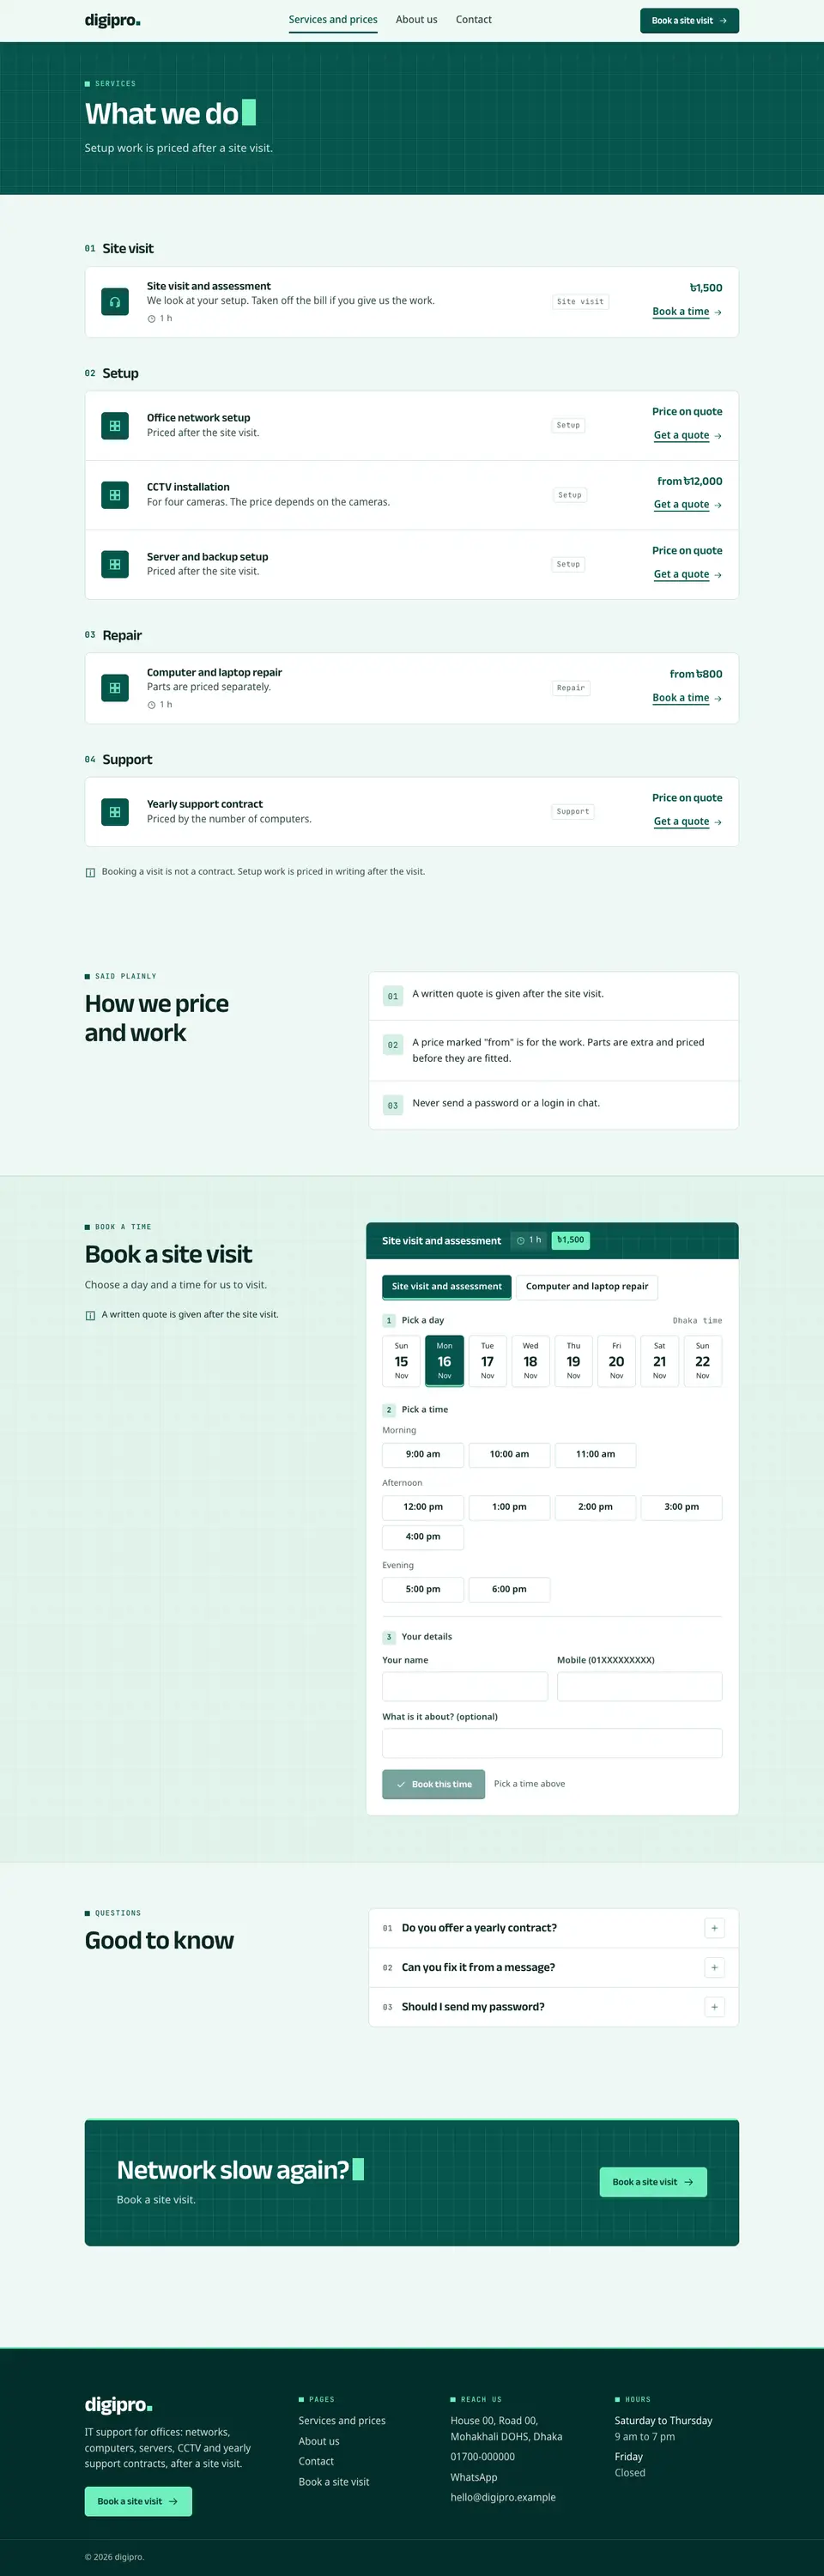 digipro.
Services and prices
About us
Contact
Book a site visit
SERVICES
What we do
Setup work is priced after a site visit.
01 Site visit
Site visit and assessment
We look at your setup. Taken off the bill if you give us the work.
1 h
Site visit
৳1,500
Book a time
02 Setup
Office network setup
Priced after the site visit.
Setup
Price on quote
Get a quote
CCTV installation
For four cameras. The price depends on the cameras.
Setup
from ৳12,000
Get a quote
Server and backup setup
Priced after the site visit.
Setup
Price on quote
Get a quote
03 Repair
Computer and laptop repair
Parts are priced separately.
1 h
Repair
from ৳800
Book a time
04 Support
Yearly support contract
Priced by the number of computers.
Support
Price on quote
Get a quote
Booking a visit is not a contract. Setup work is priced in writing after the visit.
SAID PLAINLY
How we price
and work
01 A written quote is given after the site visit.
02 A price marked "from" is for the work. Parts are extra and priced
before they are fitted.
03 Never send a password or a login in chat.
BOOK A TIME
Book a site visit
Choose a day and a time for us to visit.
A written quote is given after the site visit.
Site visit and assessment 1 h ৳1,500
Site visit and assessment
Computer and laptop repair
1 Pick a day
Dhaka time
Sun Mon Tue Wed Thu Fri Sat Sun
15 16 17 18 19 20 21 22
Nov Nov Nov Nov Nov Nov Nov Nov
2 Pick a time
Morning
9:00 am 10:00 am 11:00 am
Afternoon
12:00 pm 1:00 pm 2:00 pm 3:00 pm
4:00 pm
Evening
5:00 pm 6:00 pm
3 Your details
Your name
Mobile (01XXXXXXXXX)
What is it about? (optional)
Book this time
Pick a time above
QUESTIONS
Good to know
01 Do you offer a yearly contract? +
02 Can you fix it from a message? +
03 Should I send my password? +
Network slow again?
Book a site visit.
Book a site visit
digipro.
IT support for offices: networks,
computers, servers, CCTV and yearly
support contracts, after a site visit.
Book a site visit
PAGES
Services and prices
About us
Contact
Book a site visit
REACH US
House 00, Road 00,
Mohakhali DOHS, Dhaka
01700-000000
WhatsApp
hello@digipro.example
HOURS
Saturday to Thursday
9 am to 7 pm
Friday
Closed
© 2026 digipro.